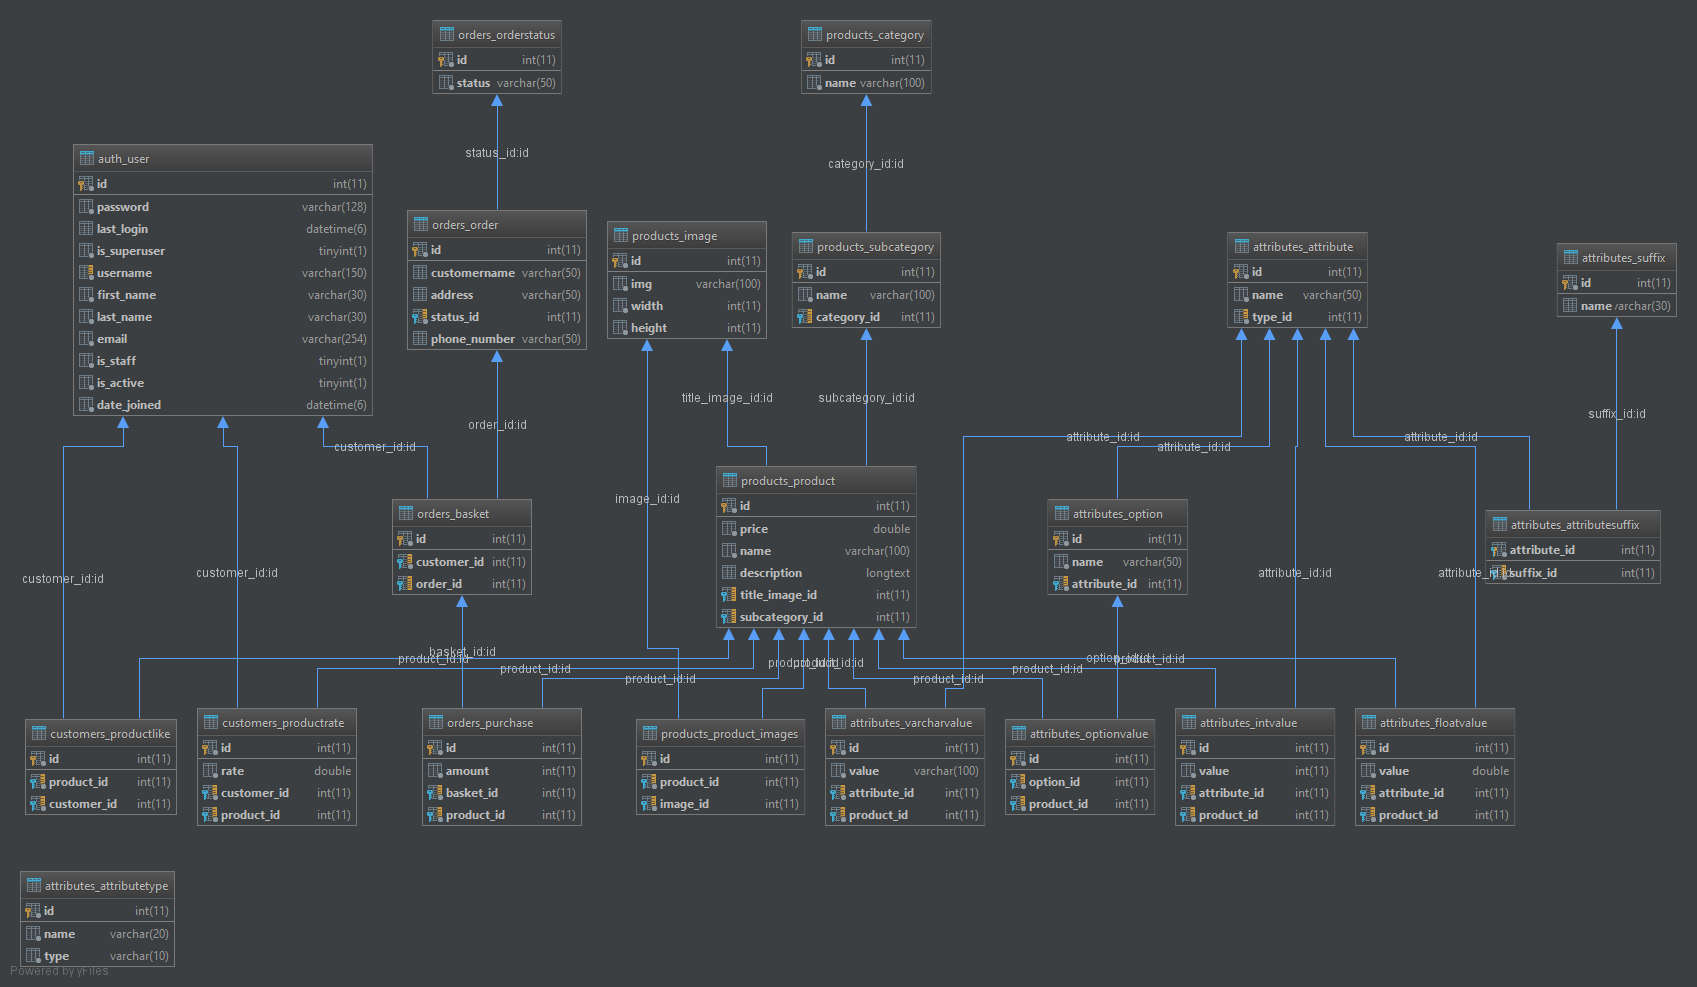 orders_orderstatus
id int(11)
status varchar(50)
products_category
id int(11)
name varchar(100)
status_id:id
category_id:id
auth_user
id int(11)
password varchar(128)
last_login datetime(6)
is_superuser tinyint(1)
username varchar(150)
first_name varchar(30)
last_name varchar(30)
email varchar(254)
is_staff tinyint(1)
is_active tinyint(1)
date_joined datetime(6)
orders_order
id int(11)
customername varchar(50)
address varchar(50)
status_id int(11)
phone_number varchar(50)
products_image
id int(11)
img varchar(100)
width int(11)
height int(11)
products_subcategory
id int(11)
name varchar(100)
category_id int(11)
attributes_attribute
id int(11)
name varchar(50)
type_id int(11)
attributes_suffix
id int(11)
name varchar(30)
title_image_id:id
subcategory_id:id
suffix_id:id
order_id:id
customer_id:id
attribute_id:id
attribute_id:id
attribute_id:id
image_id:id
orders_basket
id int(11)
customer_id int(11)
order_id int(11)
products_product
id int(11)
price double
name varchar(100)
description longtext
title_image_id int(11)
subcategory_id int(11)
attributes_option
id int(11)
name varchar(50)
attribute_id int(11)
attributes_attributesuffix
attribute_id int(11)
suffix_id int(11)
customer_id:id
customer_id:id
attribute_id:id
attribute_id:id
basket_id:id
product_id:id
product_id:id
product_id:id
product_id:id
product_id:id
product_id:id
option_id:id
product_id:id
product_id:id
customers_productlike
id int(11)
product_id int(11)
customer_id int(11)
customers_productrate
id int(11)
rate double
customer_id int(11)
product_id int(11)
orders_purchase
id int(11)
amount int(11)
basket_id int(11)
product_id int(11)
products_product_images
id int(11)
product_id int(11)
image_id int(11)
attributes_varcharvalue
id int(11)
value varchar(100)
attribute_id int(11)
product_id int(11)
attributes_optionvalue
id int(11)
option_id int(11)
product_id int(11)
attributes_intvalue
id int(11)
value int(11)
attribute_id int(11)
product_id int(11)
attributes_floatvalue
id int(11)
value double
attribute_id int(11)
product_id int(11)
attributes_attributetype
id int(11)
name varchar(20)
type varchar(10)
Powered by yFiles